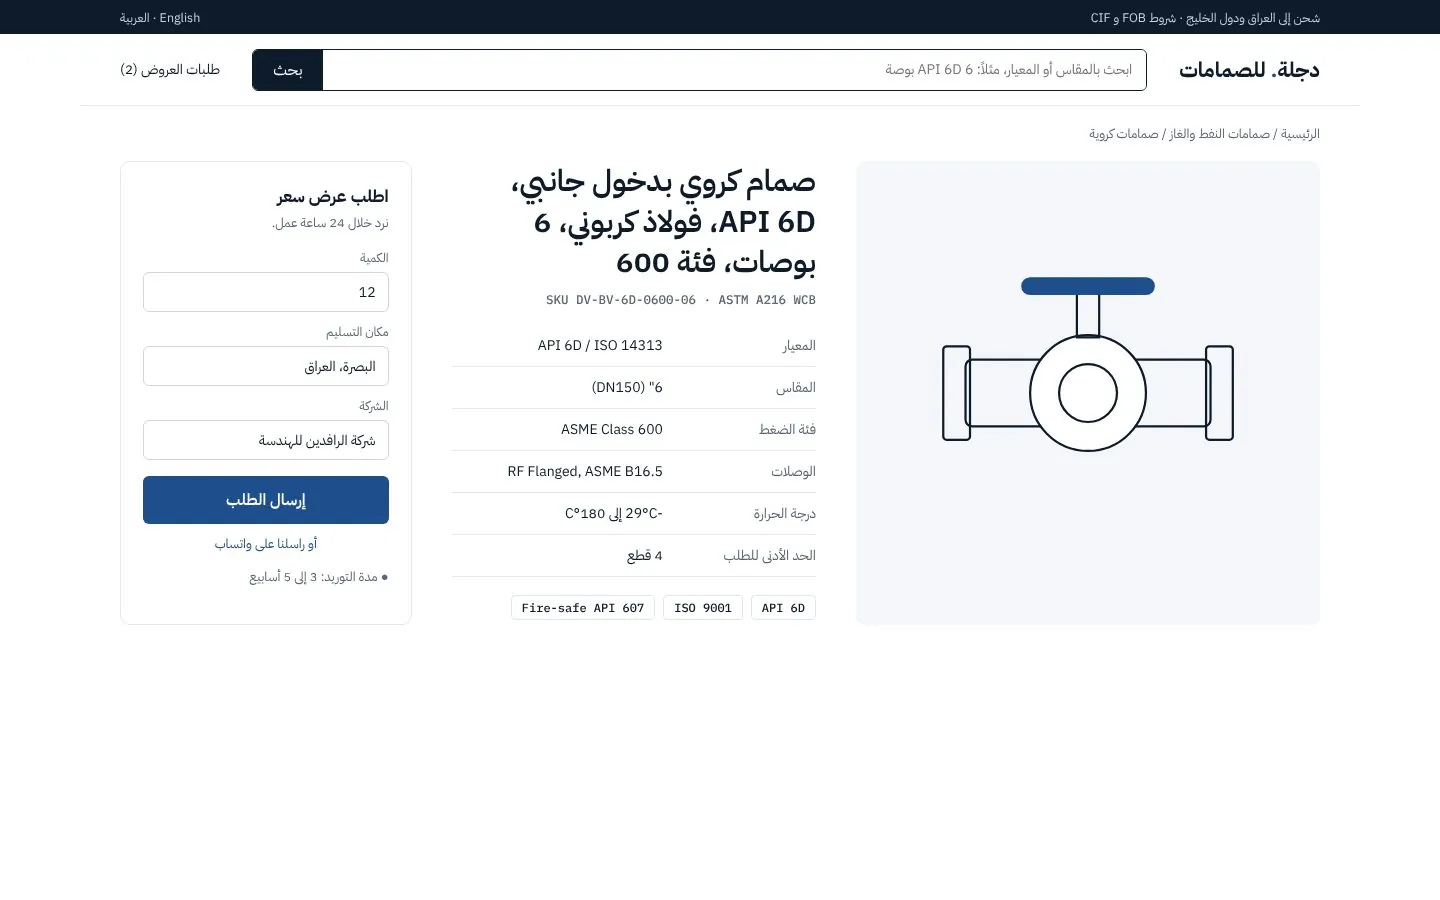 شحن إلى العراق ودول الخليج · شروط FOB و CIF
العربية · English
دجلة. للصمامات
ابحث بالمقاس أو المعيار، مثلاً: API 6D 6 بوصة
بحث
طلبات العروض (2)
الرئيسية / صمامات النفط والغاز / صمامات كروية
صمام كروي بدخول جانبي،
API 6D، فولاذ كربوني، 6
بوصات، فئة 600
SKU DV-BV-6D-0600-06 · ASTM A216 WCB
المعيار API 6D / ISO 14313
المقاس 6" (DN150)
فئة الضغط ASME Class 600
الوصلات RF Flanged, ASME B16.5
درجة الحرارة -29°C إلى 180°C
الحد الأدنى للطلب 4 قطع
API 6D
ISO 9001
Fire-safe API 607
اطلب عرض سعر
نرد خلال 24 ساعة عمل.
الكمية
12
مكان التسليم
البصرة، العراق
الشركة
شركة الرافدين للهندسة
إرسال الطلب
أو راسلنا على واتساب
● مدة التوريد: 3 إلى 5 أسابيع